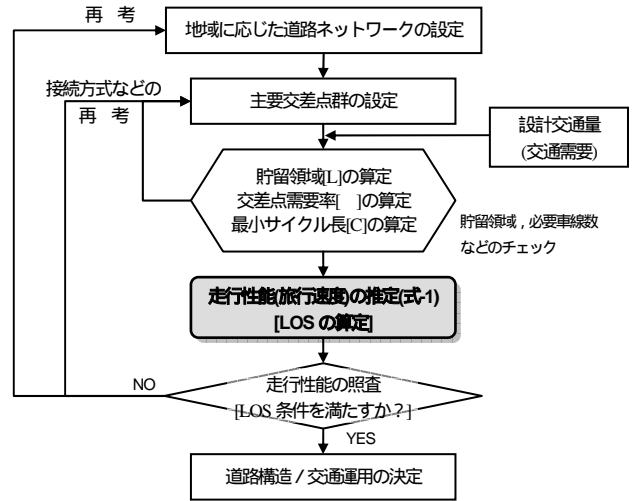 再 考
地域に応じた道路ネットワークの設定
接続方式などの
再 考
主要交差点群の設定
設計交通量
(交通需要)
貯留領域[L]の算定
交差点需要率[ ]の算定
最小サイクル長[C]の算定
貯留領域，必要車線数
などのチェック
走行性能(旅行速度)の推定(式-1)
[LOS の算定]
NO
走行性能の照査
[LOS 条件を満たすか？]
YES
道路構造 / 交通運用の決定